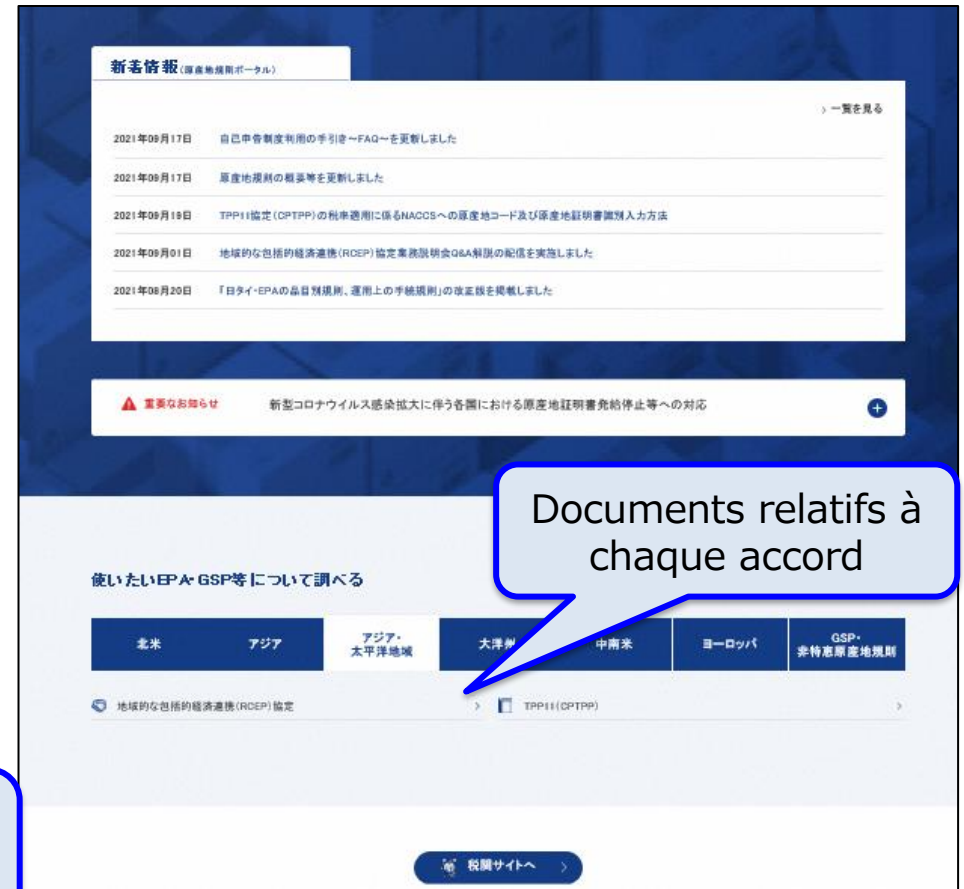 新着情報(原産地規則ポータル)
> 一覧を見る
2021年09月17日 自己申告制度利用の手引き~FAQ~を更新しました
2021年09月17日 原産地規則の概要等を更新しました
2021年09月19日 TPP11協定(CPTPP)の税率適用に係るNACCSへの原産地コード及び原産地証明書識別入力方法
2021年09月01日 地域的な包括的経済連携(RCEP)協定業務説明会Q&A解説の配信を実施しました
2021年08月20日 「日タイ・EPAの品目別規則、運用上の手続規則」の改正版を掲載しました
重要なお知らせ 新型コロナウイルス感染拡大に伴う各国における原産地証明書発給停止等への対応
Documents relatifs à
chaque accord
使いたいEPA・GSP等について調べる
北米 アジア アジア・
太平洋地域 大洋州 中南米 ヨーロッパ GSP・
非特恵原産地規則
地域的な包括的経済連携(RCEP)協定 > TPP11(CPTPP) >
税関サイトへ >